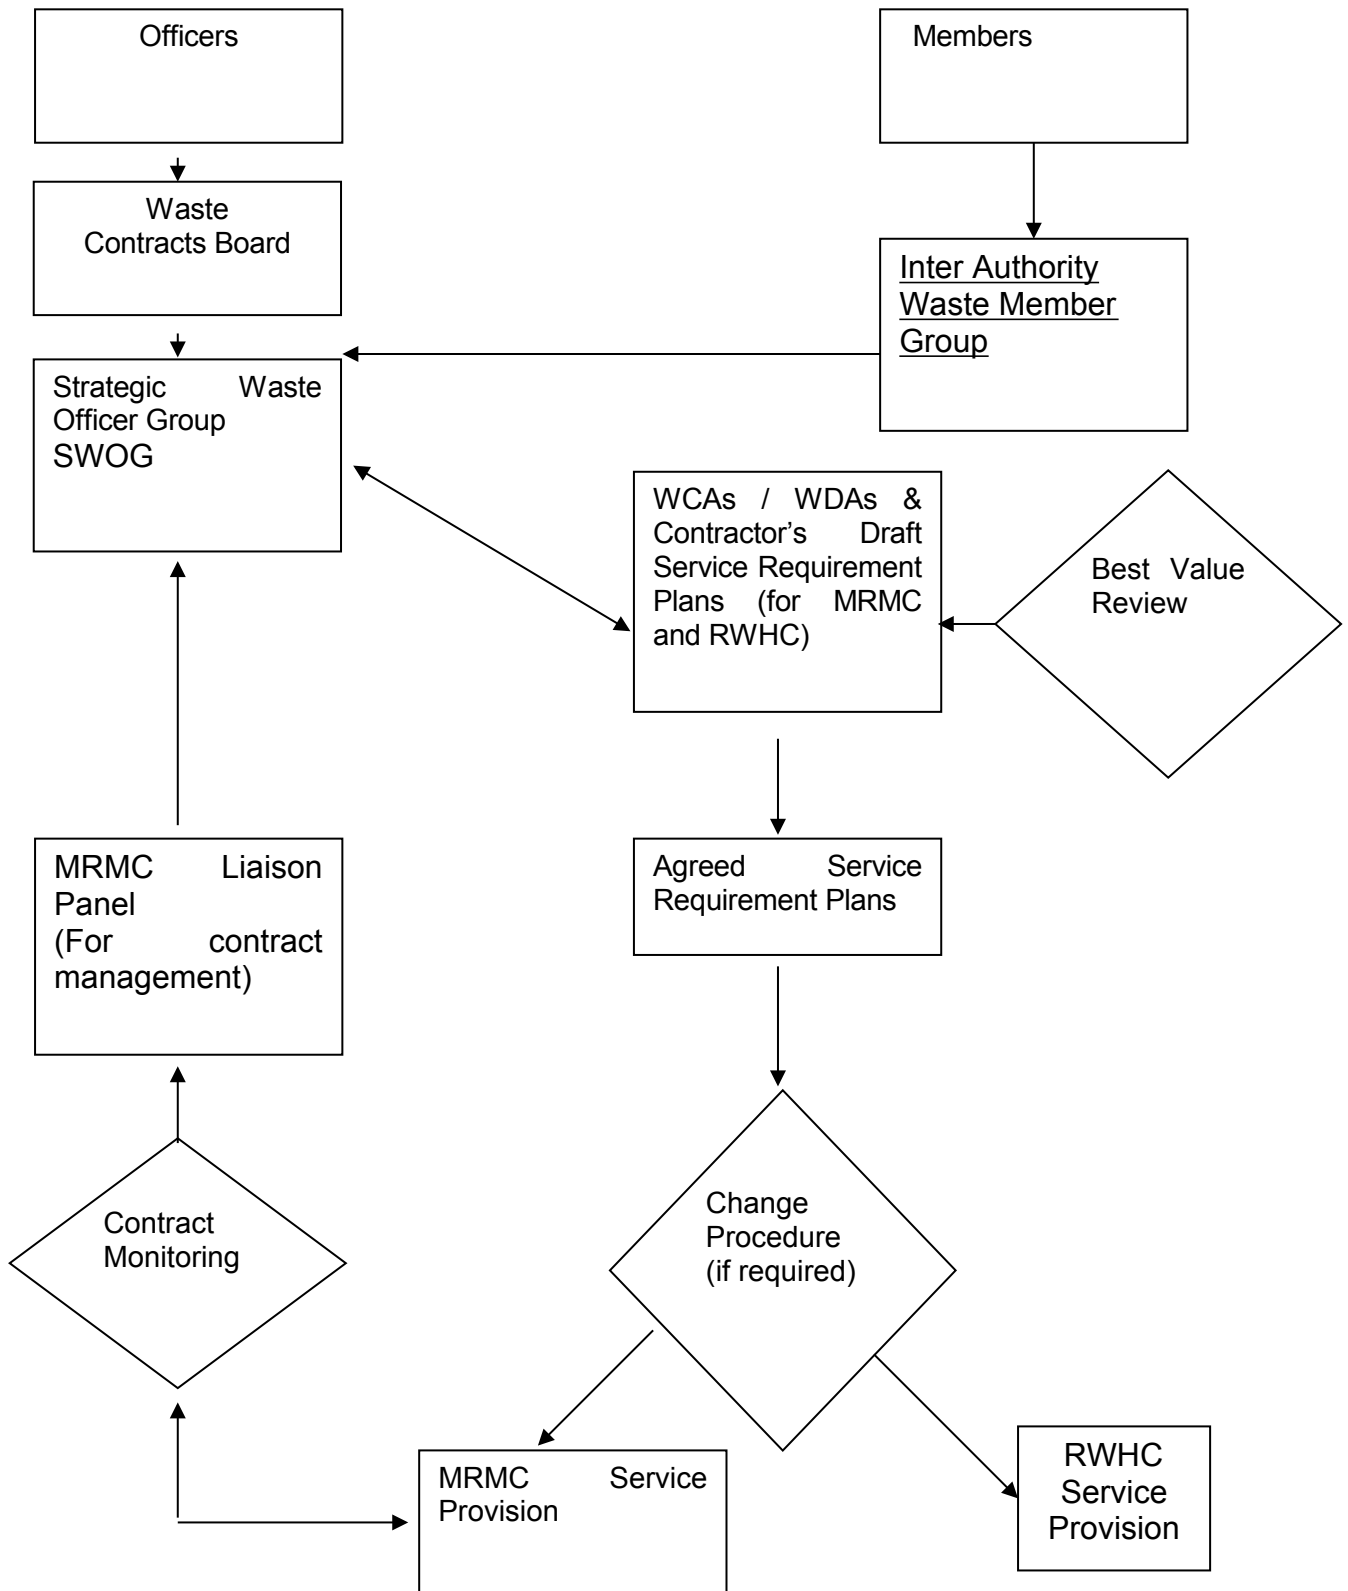 Officers
Members
Waste
Contracts Board
Inter Authority
Waste Member
Group
Strategic Waste
Officer Group
SWOG
WCAs / WDAs &
Contractor’s Draft
Service Requirement
Plans (for MRMC
and RWHC)
Best Value
Review
MRMC Liaison
Panel
(For contract
management)
Agreed Service
Requirement Plans
Contract
Monitoring
Change
Procedure
(if required)
MRMC Service
Provision
RWHC
Service
Provision